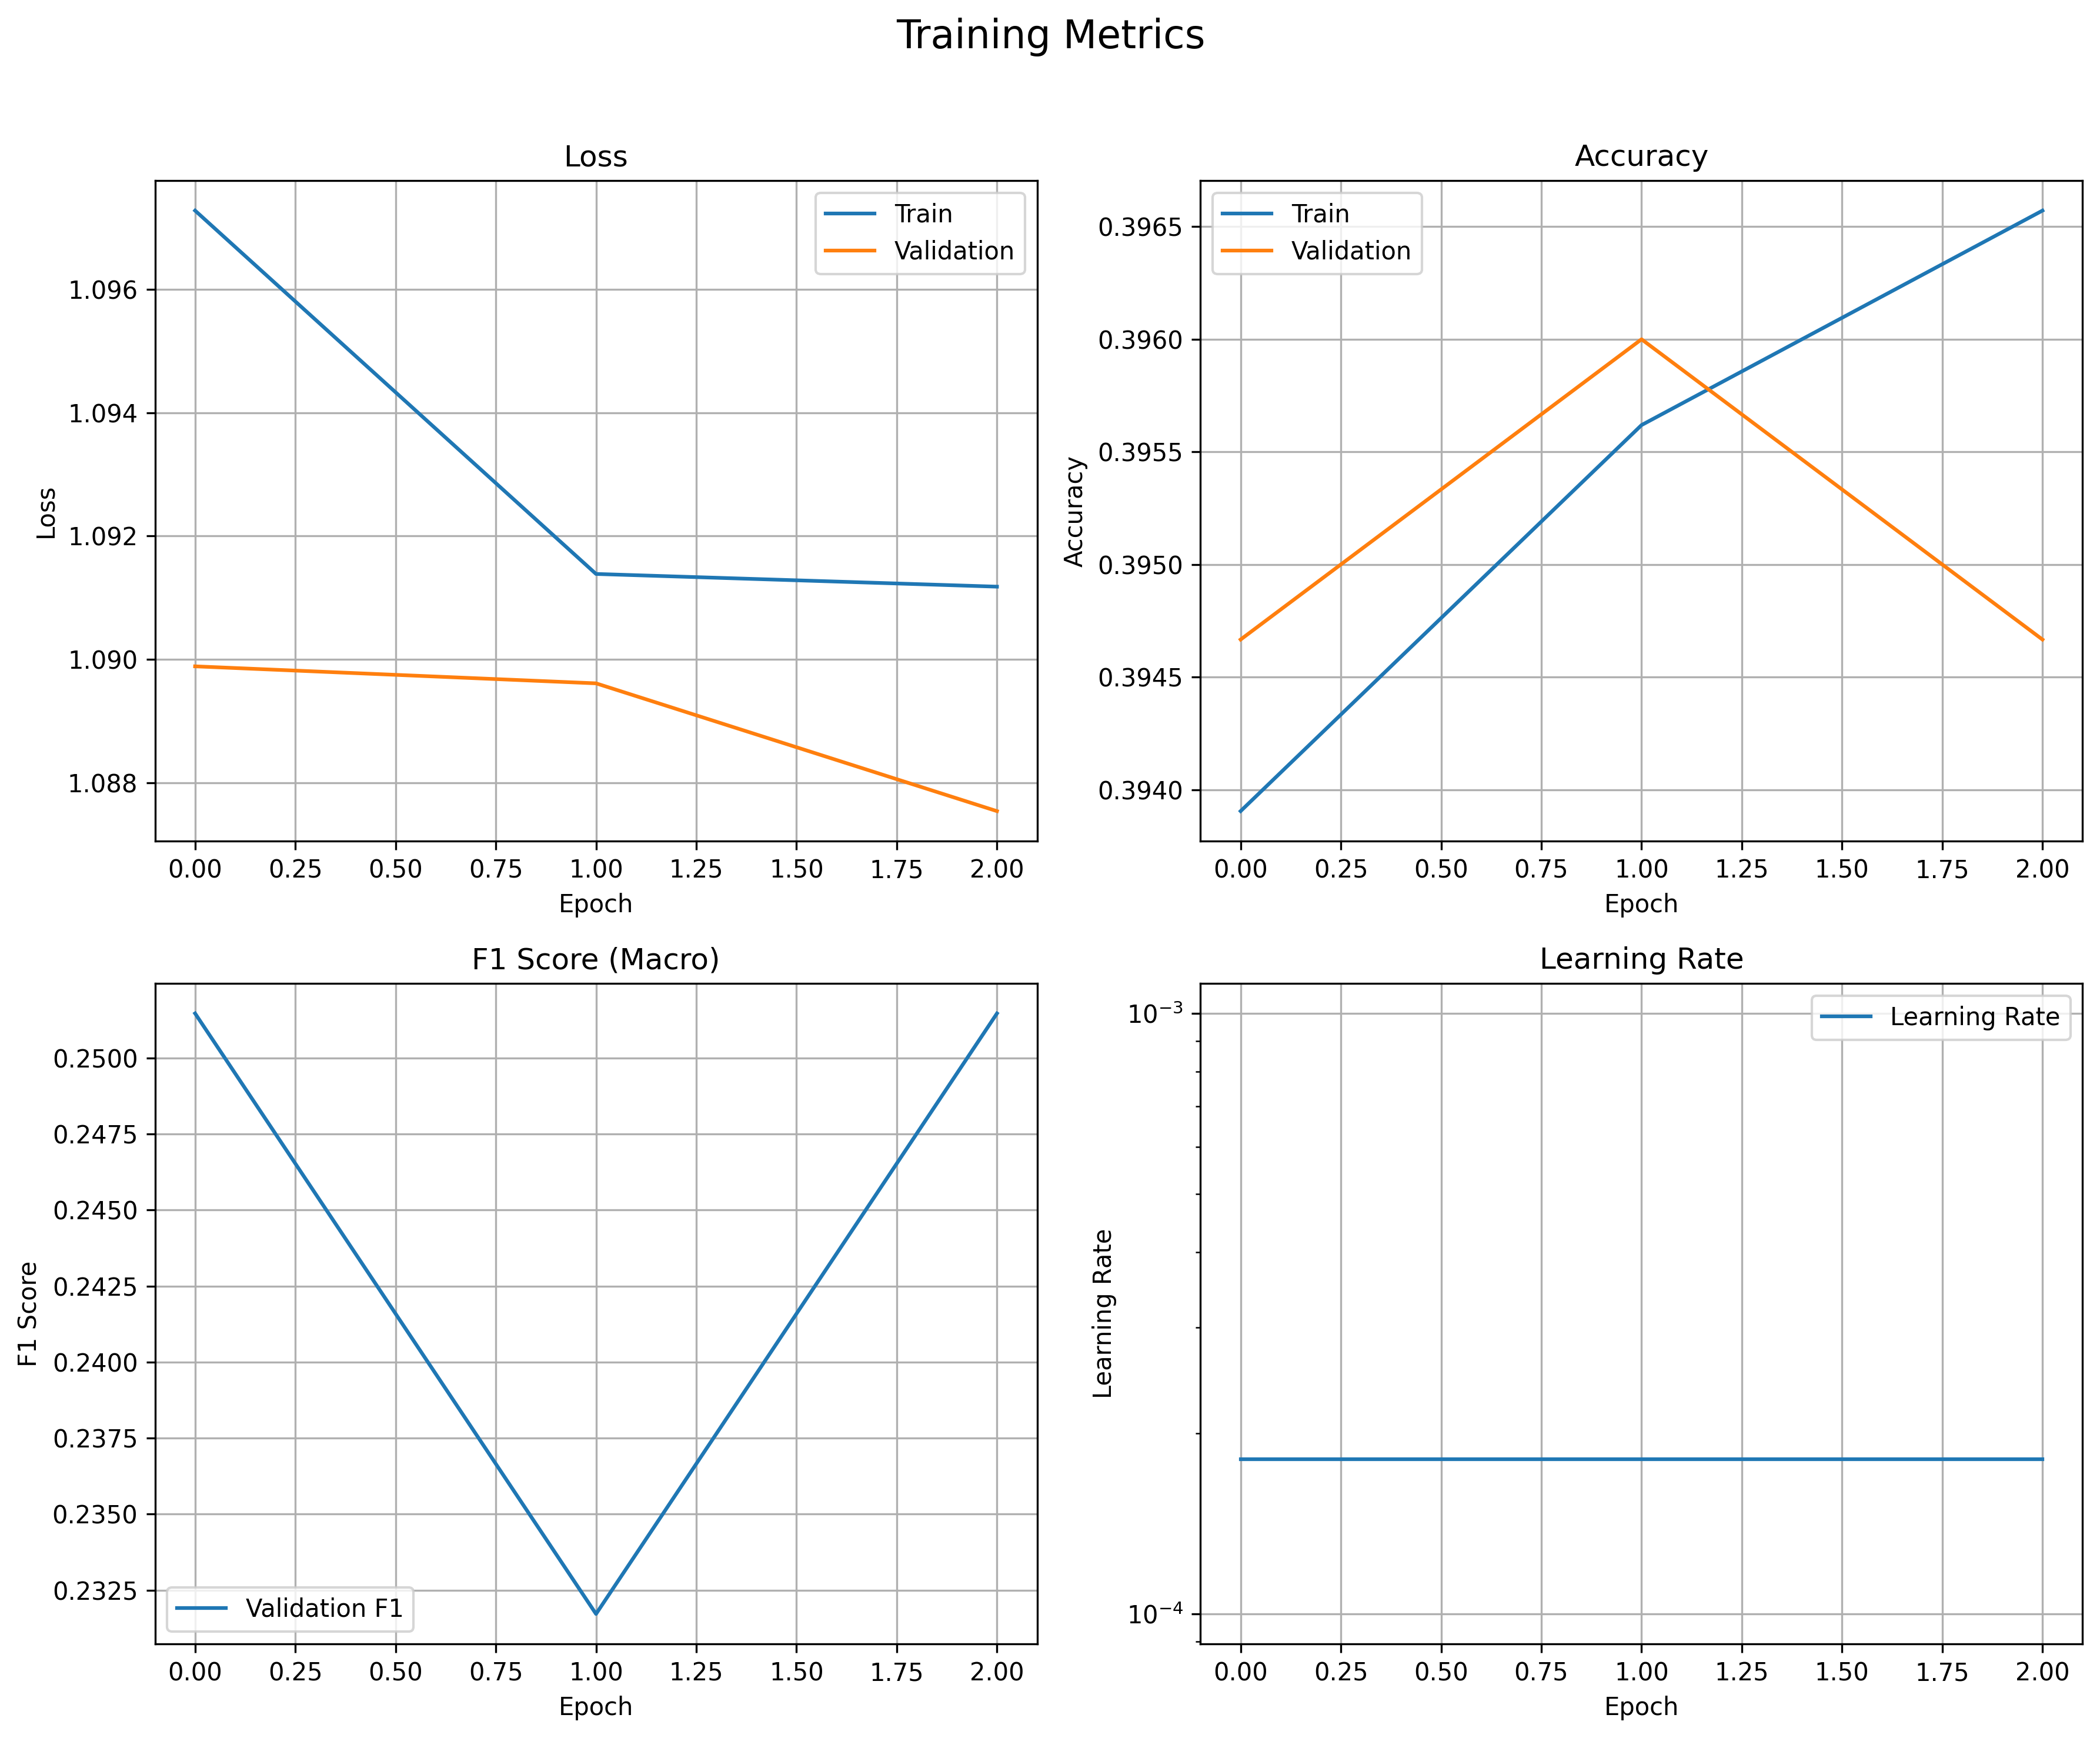 Training Metrics
Loss
Train
Validation
1.096
1.094
1.092
1.090
1.088
Loss
0.00 0.25 0.50 0.75 1.00 1.25 1.50 1.75 2.00
Epoch
Accuracy
Train
Validation
0.3965
0.3960
0.3955
0.3950
0.3945
0.3940
Accuracy
0.00 0.25 0.50 0.75 1.00 1.25 1.50 1.75 2.00
Epoch
F1 Score (Macro)
0.2500
0.2475
0.2450
0.2425
0.2400
0.2375
0.2350
0.2325
F1 Score
Validation F1
0.00 0.25 0.50 0.75 1.00 1.25 1.50 1.75 2.00
Epoch
Learning Rate
Learning Rate
10⁻³
10⁻⁴
Learning Rate
0.00 0.25 0.50 0.75 1.00 1.25 1.50 1.75 2.00
Epoch